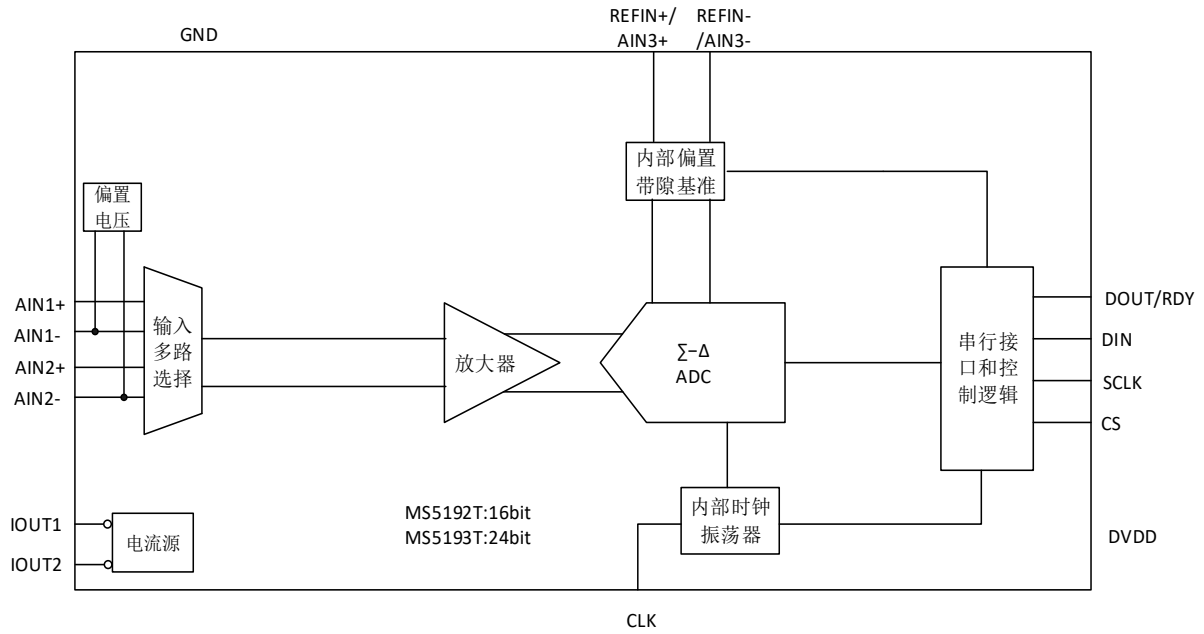 REFIN+/
AIN3+
REFIN-
/AIN3-
GND
内部偏置
带隙基准
偏置
电压
AIN1+
AIN1-
AIN2+
AIN2-
输入
多路
选择
放大器
∑-Δ
ADC
串行接
口和控
制逻辑
DOUT/RDY
DIN
SCLK
CS
IOUT1
IOUT2
电流源
MS5192T:16bit
MS5193T:24bit
内部时钟
振荡器
DVDD
CLK